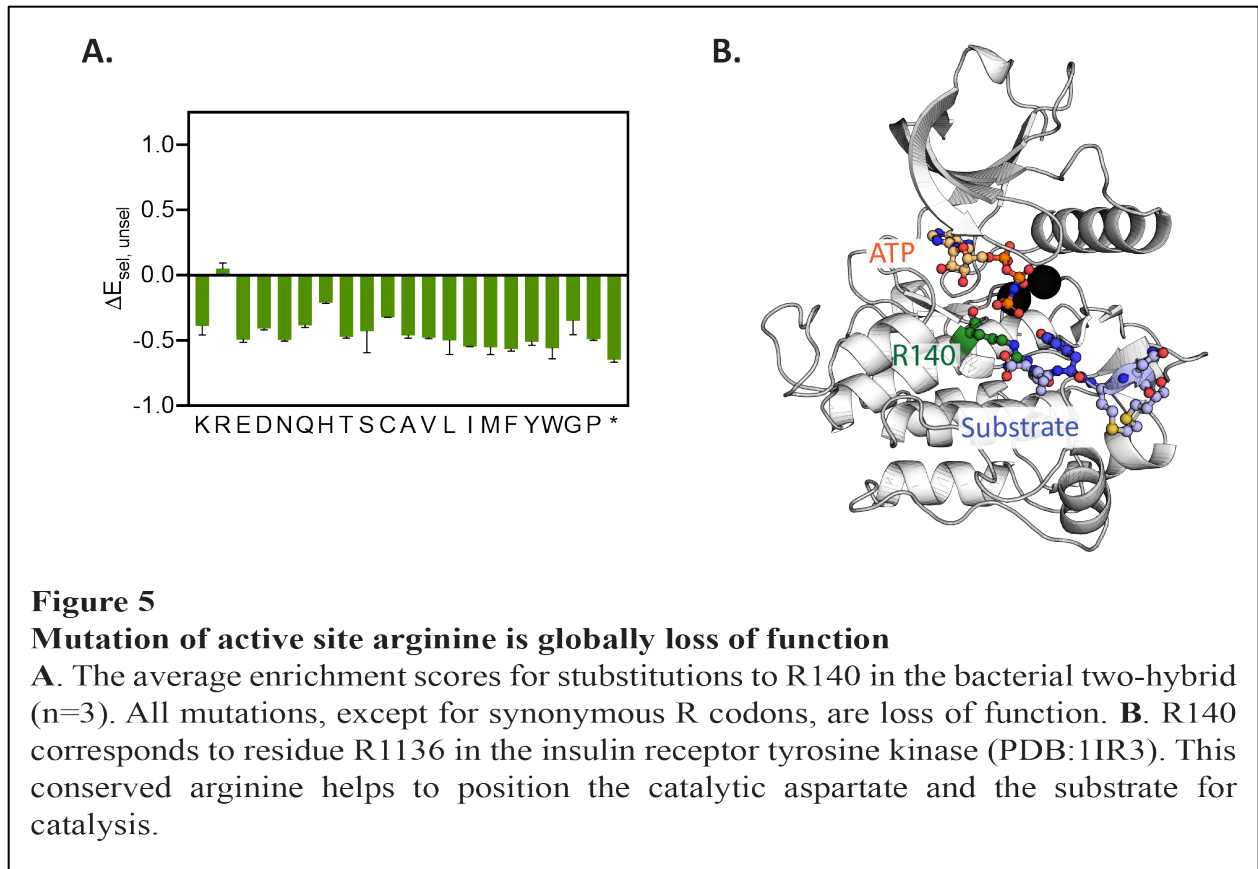 A.
B.
1.0
0.5
0.0
-0.5
-1.0
ΔE sel, unsel
K R E D N Q H T S C A V L I M F Y W G P *
ATP
R140
Substrate
Figure 5
Mutation of active site arginine is globally loss of function
A. The average enrichment scores for stubstitutions to R140 in the bacterial two-hybrid
(n=3). All mutations, except for synonymous R codons, are loss of function. B. R140
corresponds to residue R1136 in the insulin receptor tyrosine kinase (PDB:1IR3). This
conserved arginine helps to position the catalytic aspartate and the substrate for
catalysis.